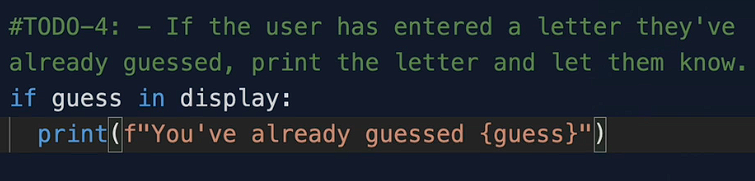 #TODO-4: - If the user has entered a letter they've
already guessed, print the letter and let them know.
if guess in display:
  print(f"You've already guessed {guess}")